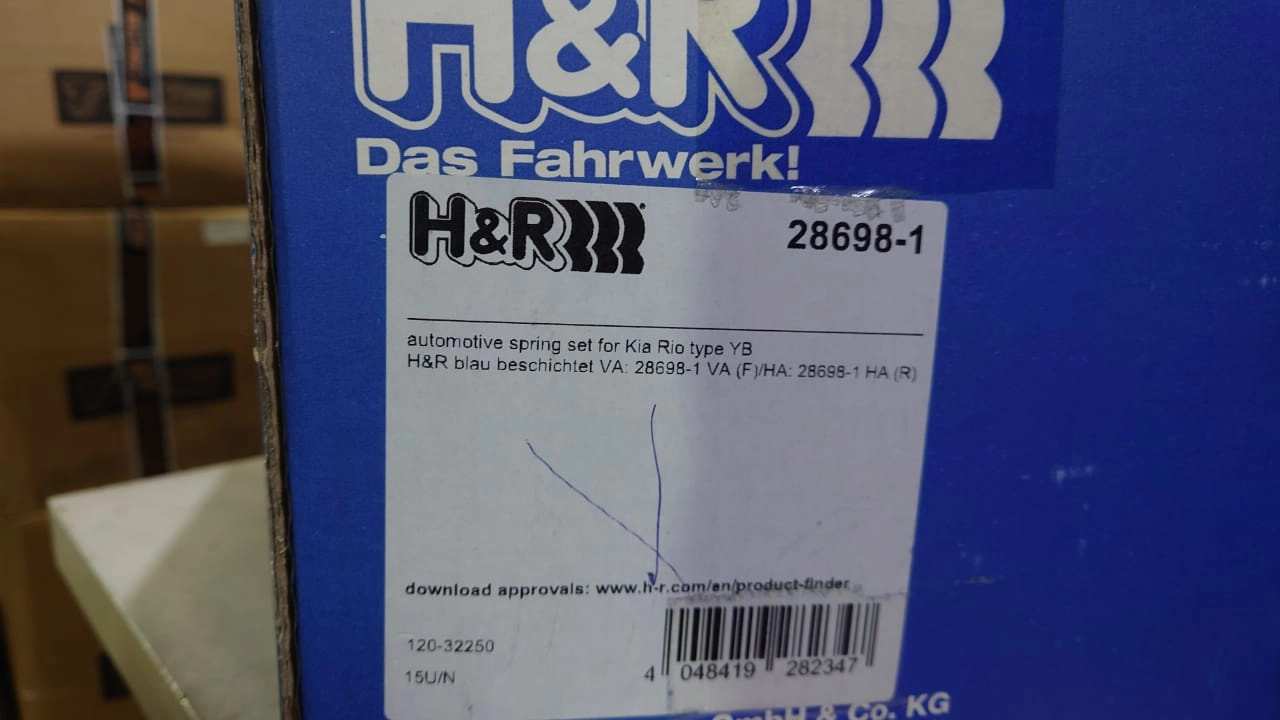 H&R
Das Fahrwerk!
H&R
28698-1
automotive spring set for Kia Rio type YB
H&R blau beschichtet VA: 28698-1 VA (F)/HA: 28698-1 HA (R)
download approvals: www.h-r.com/en/product-finder
120-32250
15U/N
4 048419 282347
GmbH & Co. KG